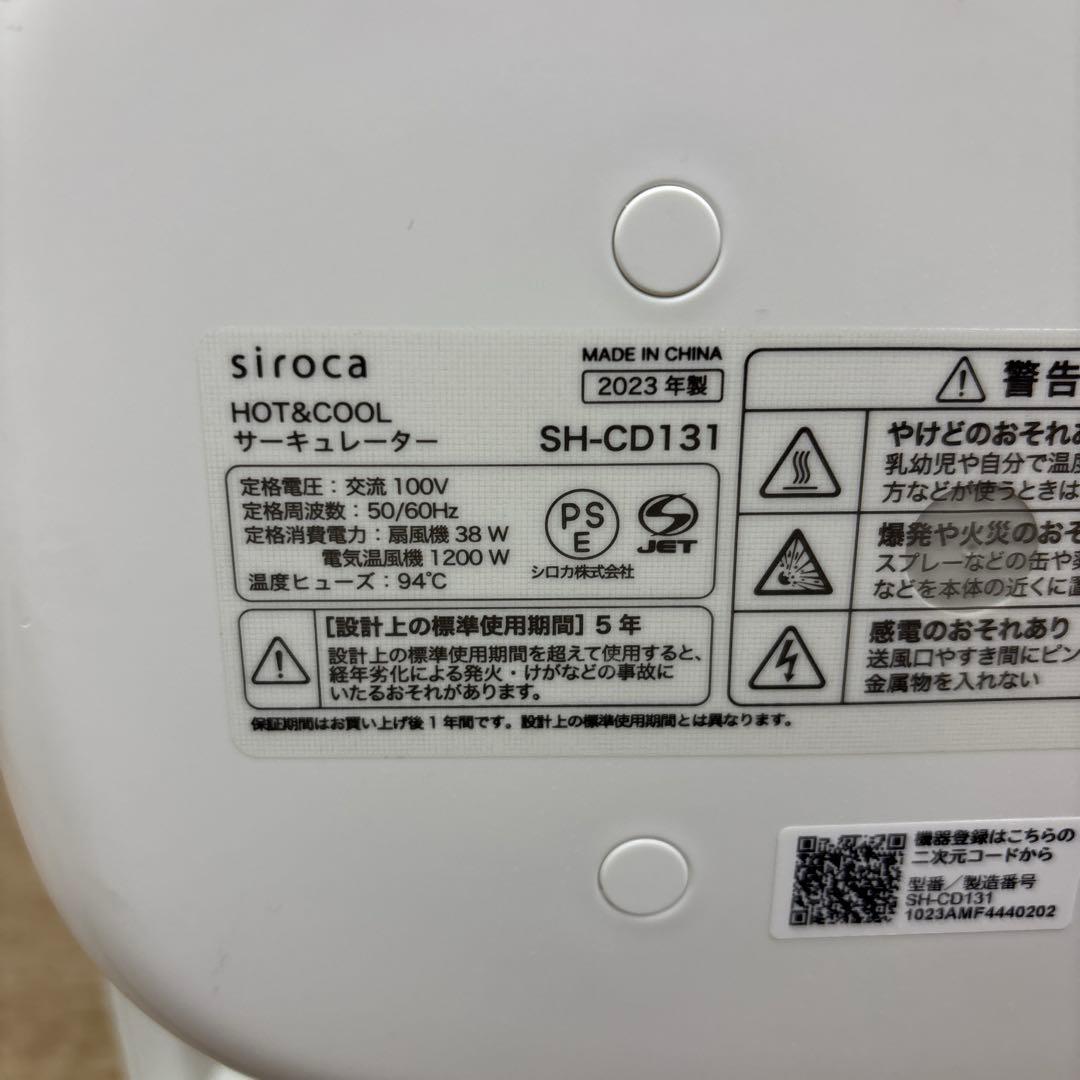 siroca
MADE IN CHINA
2023 年製
HOT&COOL
サーキュレーター
SH-CD131
定格電圧：交流 100V
定格周波数：50/60Hz
定格消費電力：扇風機 38 W
電気温風機 1200 W
温度ヒューズ：94℃
PS
E
JET
シロカ株式会社
[設計上の標準使用期間] 5 年
設計上の標準使用期間を超えて使用すると、
経年劣化による発火・けがなどの事故に
いたるおそれがあります。
保証期間はお買い上げ後 1 年間です。設計上の標準使用期間とは異なります。
警告
やけどのおそれあ
乳幼児や自分で温度
方などが使うときは
爆発や火災のおそ
スプレーなどの缶や
などを本体の近くに置
感電のおそれあり
送風口やすき間にピン
金属物を入れない
機器登録はこちらの
二次元コードから
型番／製造番号
SH-CD131
1023AMF4440202